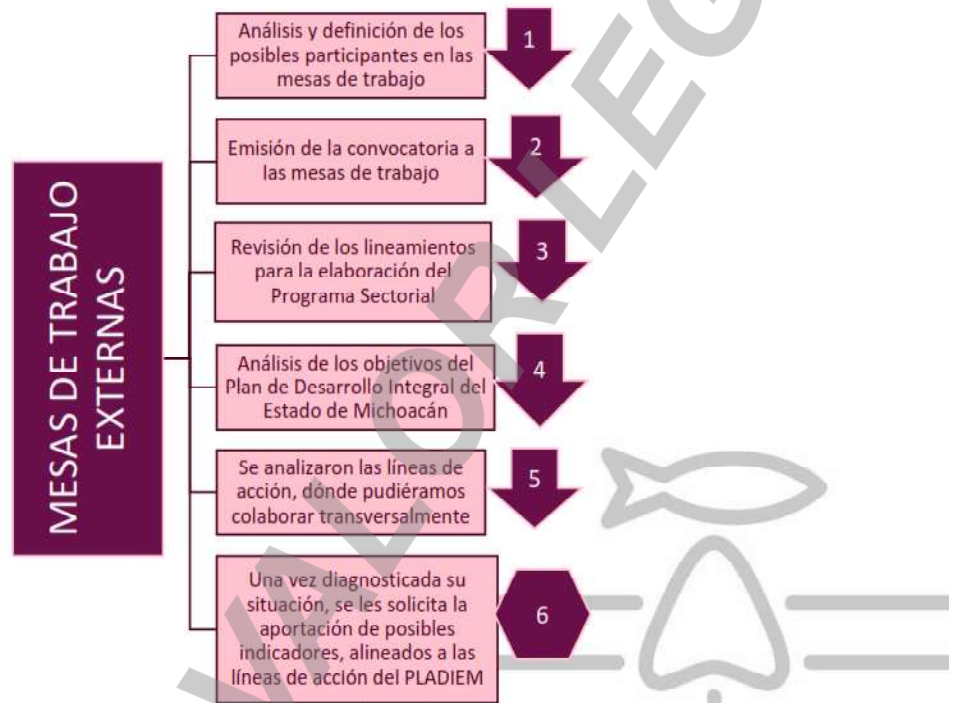 MESAS DE TRABAJO
EXTERNAS
Análisis y definición de los
posibles participantes en las
mesas de trabajo
1
Emisión de la convocatoria a
las mesas de trabajo
2
Revisión de los lineamientos
para la elaboración del
Programa Sectorial
3
Análisis de los objetivos del
Plan de Desarrollo Integral del
Estado de Michoacán
4
Se analizaron las líneas de
acción, dónde pudiéramos
colaborar transversalmente
5
Una vez diagnosticada su
situación, se les solicita la
aportación de posibles
indicadores, alineados a las
líneas de acción del PLADIEM
6
VALOR LEG